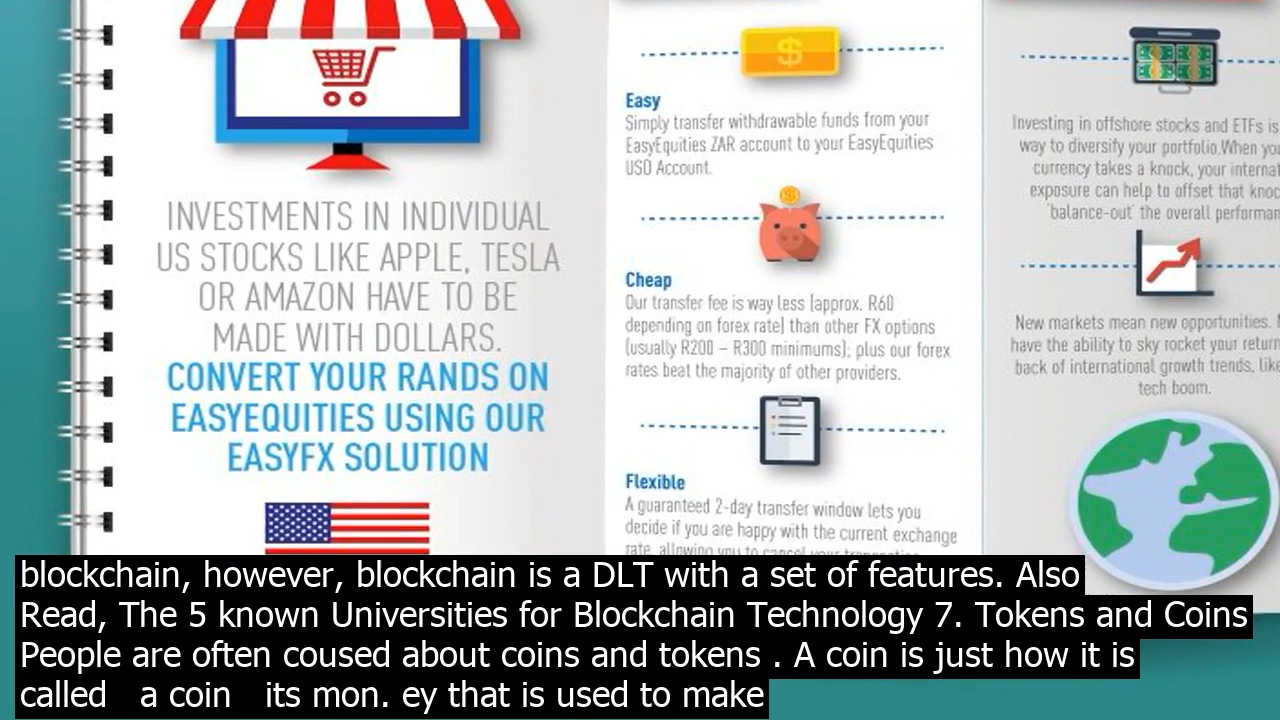 INVESTMENTS IN INDIVIDUAL
US STOCKS LIKE APPLE, TESLA
OR AMAZON HAVE TO BE
MADE WITH DOLLARS.
CONVERT YOUR RANDS ON
EASYEQUITIES USING OUR
EASYFX SOLUTION
Easy
Simply transfer withdrawable funds from your
EasyEquities ZAR account to your EasyEquities
USD Account.
Cheap
Our transfer fee is way less (approx. R60
depending on forex rate) than other FX options
(usually R200 – R300 minimums); plus our forex
rates beat the majority of other providers.
Flexible
A guaranteed 2-day transfer window lets you
decide if you are happy with the current exchange
rate, allowing you to cancel your transaction
Investing in offshore stocks and ETFs is
way to diversify your portfolio.When you
currency takes a knock, your internat
exposure can help to offset that knoc
'balance-out' the overall performan
New markets mean new opportunities.
have the ability to sky rocket your return
back of international growth trends, like
tech boom.
blockchain, however, blockchain is a DLT with a set of features. Also
Read, The 5 known Universities for Blockchain Technology 7. Tokens and Coins
People are often coused about coins and tokens . A coin is just how it is
called a coin its mon. ey that is used to make